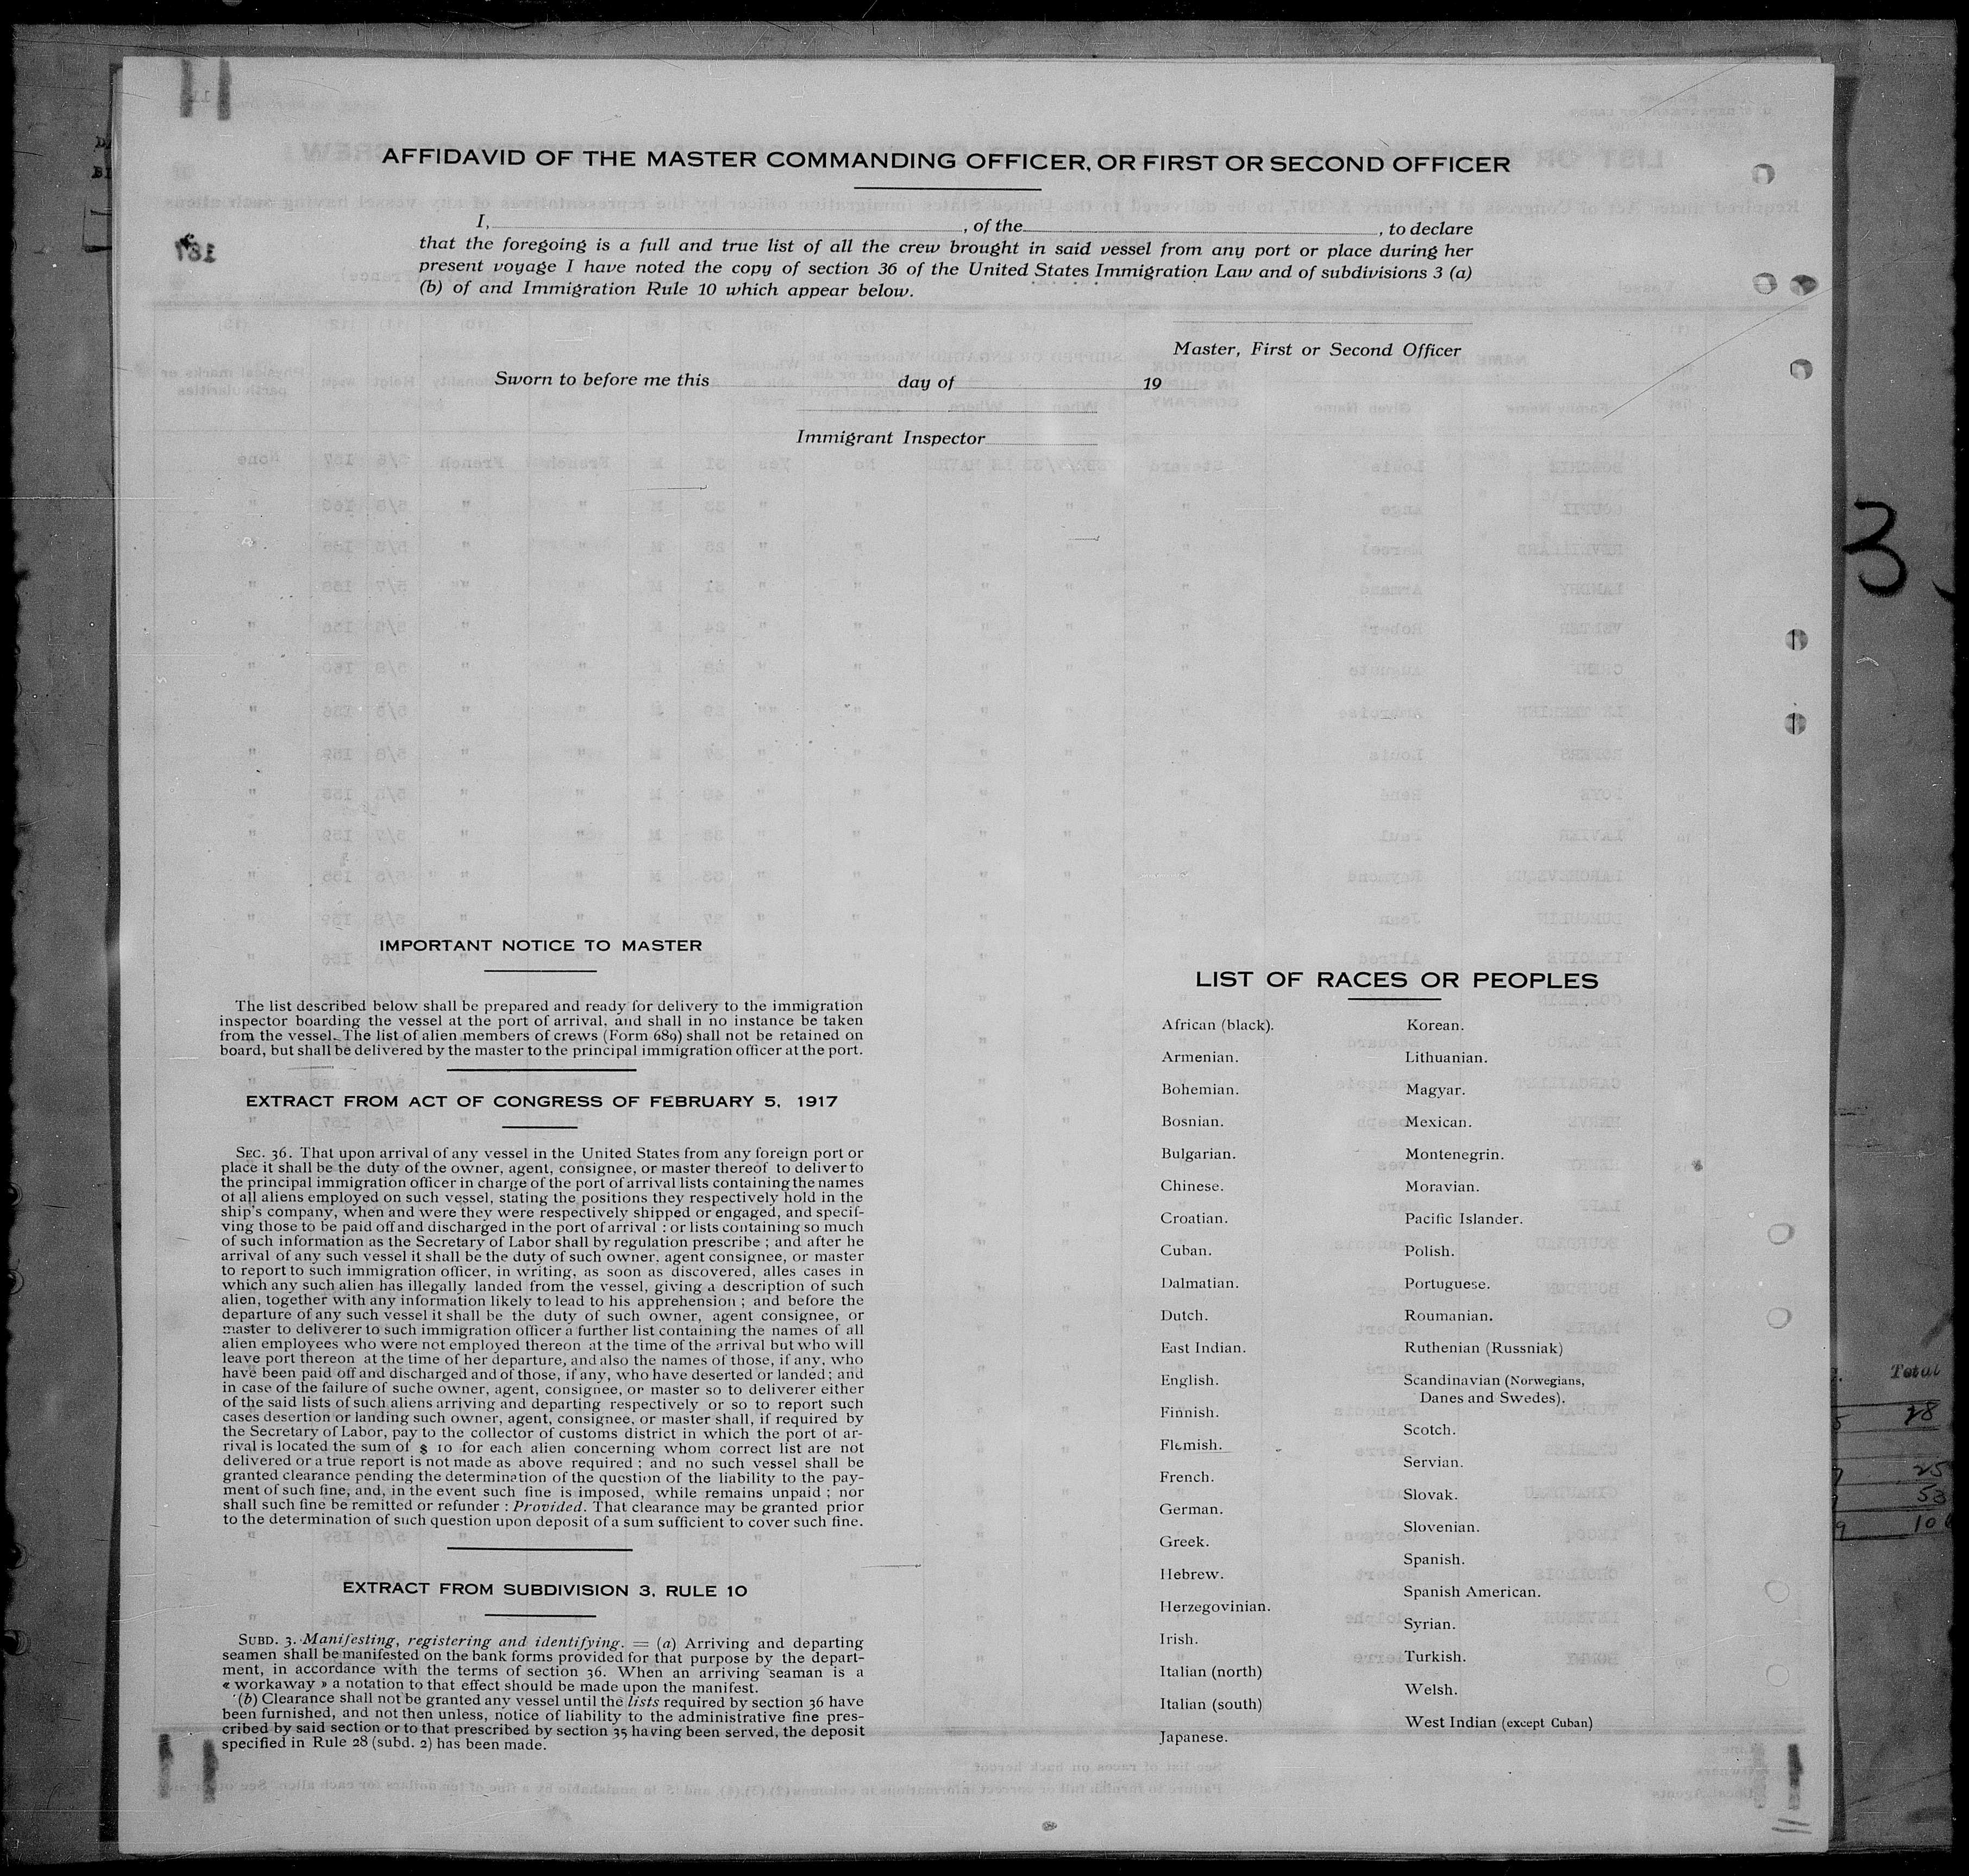 AFFIDAVID OF THE MASTER COMMANDING OFFICER, OR FIRST OR SECOND OFFICER
I, , of the , to declare
that the foregoing is a full and true list of all the crew brought in said vessel from any port or place during her
present voyage I have noted the copy of section 36 of the United States Immigration Law and of subdivisions 3 (a)
(b) of and Immigration Rule 10 which appear below.
Master, First or Second Officer
Sworn to before me this day of 19
Immigrant Inspector
IMPORTANT NOTICE TO MASTER
The list described below shall be prepared and ready for delivery to the immigration
inspector boarding the vessel at the port of arrival, and shall in no instance be taken
from the vessel. The list of alien members of crews (Form 689) shall not be retained on
board, but shall be delivered by the master to the principal immigration officer at the port.
EXTRACT FROM ACT OF CONGRESS OF FEBRUARY 5, 1917
SEC. 36. That upon arrival of any vessel in the United States from any foreign port or
place it shall be the duty of the owner, agent, consignee, or master thereof to deliver to
the principal immigration officer in charge of the port of arrival lists containing the names
of all aliens employed on such vessel, stating the positions they respectively hold in the
ship's company, when and were they were respectively shipped or engaged, and specif-
ving those to be paid off and discharged in the port of arrival : or lists containing so much
of such information as the Secretary of Labor shall by regulation prescribe ; and after he
arrival of any such vessel it shall be the duty of such owner, agent consignee, or master
to report to such immigration officer, in writing, as soon as discovered, alles cases in
which any such alien has illegally landed from the vessel, giving a description of such
alien, together with any information likely to lead to his apprehension ; and before the
departure of any such vessel it shall be the duty of such owner, agent consignee, or
master to deliverer to such immigration officer a further list containing the names of all
alien employees who were not employed thereon at the time of the arrival but who will
leave port thereon at the time of her departure, and also the names of those, if any, who
have been paid off and discharged and of those, if any, who have deserted or landed ; and
in case of the failure of suche owner, agent, consignee, or master so to deliverer either
of the said lists of such aliens arriving and departing respectively or so to report such
cases desertion or landing such owner, agent, consignee, or master shall, if required by
the Secretary of Labor, pay to the collector of customs district in which the port of ar-
rival is located the sum of $ 10 for each alien concerning whom correct list are not
delivered or a true report is not made as above required ; and no such vessel shall be
granted clearance pending the determination of the question of the liability to the pay-
ment of such fine, and, in the event such fine is imposed, while remains unpaid ; nor
shall such fine be remitted or refunder : Provided. That clearance may be granted prior
to the determination of such question upon deposit of a sum sufficient to cover such fine.
EXTRACT FROM SUBDIVISION 3, RULE 10
SUBD. 3. Manifesting, registering and identifying. = (a) Arriving and departing
seamen shall be manifested on the bank forms provided for that purpose by the depart-
ment, in accordance with the terms of section 36. When an arriving seaman is a
« workaway » a notation to that effect should be made upon the manifest.
(b) Clearance shall not be granted any vessel until the lists required by section 36 have
been furnished, and not then unless, notice of liability to the administrative fine pres-
cribed by said section or to that prescribed by section 35 having been served, the deposit
specified in Rule 28 (subd. 2) has been made.
LIST OF RACES OR PEOPLES
African (black).
Armenian.
Bohemian.
Bosnian.
Bulgarian.
Chinese.
Croatian.
Cuban.
Dalmatian.
Dutch.
East Indian.
English.
Finnish.
Flemish.
French.
German.
Greek.
Hebrew.
Herzegovinian.
Irish.
Italian (north)
Italian (south)
Japanese.
Korean.
Lithuanian.
Magyar.
Mexican.
Montenegrin.
Moravian.
Pacific Islander.
Polish.
Portuguese.
Roumanian.
Ruthenian (Russniak)
Scandinavian (Norwegians,
Danes and Swedes).
Scotch.
Servian.
Slovak.
Slovenian.
Spanish.
Spanish American.
Syrian.
Turkish.
Welsh.
West Indian (except Cuban)
3
Total
28
25
53